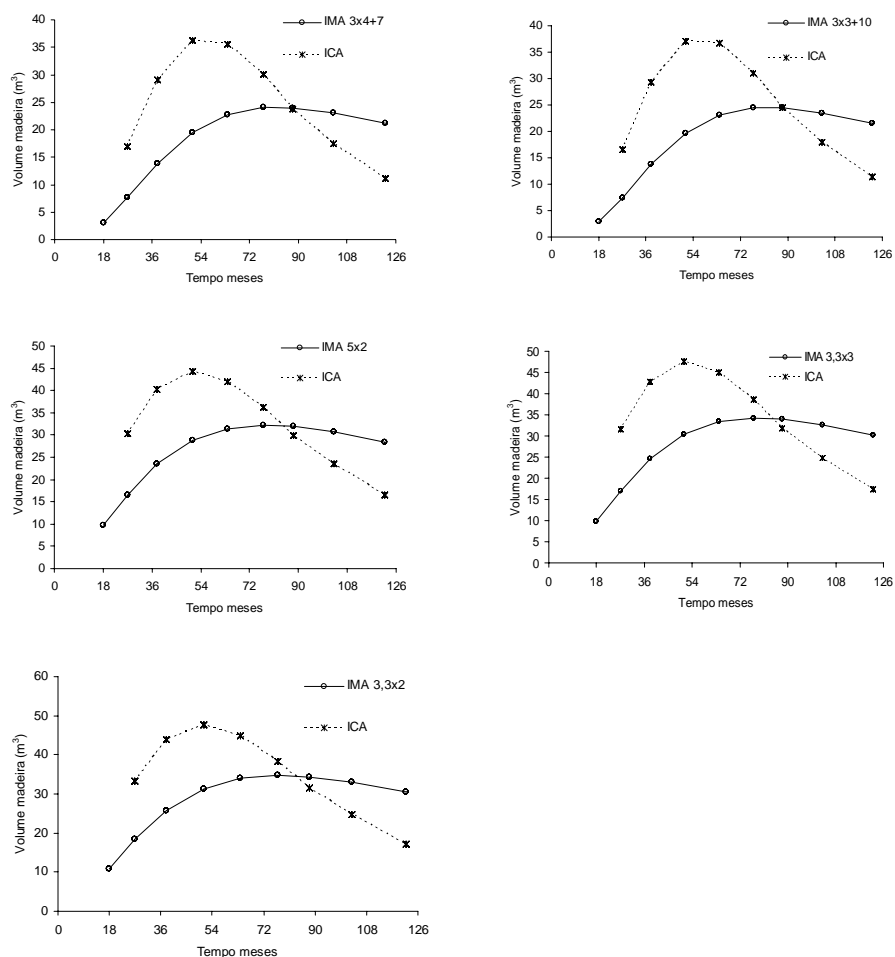 IMA 3x4+7
ICA
Volume madeira (m³)
40
35
30
25
20
15
10
5
0
0 18 36 54 72 90 108 126
Tempo meses
IMA 3x3+10
ICA
Volume madeira (m³)
40
35
30
25
20
15
10
5
0
0 18 36 54 72 90 108 126
Tempo meses
IMA 5x2
ICA
Volume madeira (m³)
50
45
40
35
30
25
20
15
10
5
0
0 18 36 54 72 90 108 126
Tempo meses
IMA 3,3x3
ICA
Volume madeira (m³)
50
45
40
35
30
25
20
15
10
5
0
0 18 36 54 72 90 108 126
Tempo meses
IMA 3,3x2
ICA
Volume madeira (m³)
60
50
40
30
20
10
0
0 18 36 54 72 90 108 126
Tempo meses